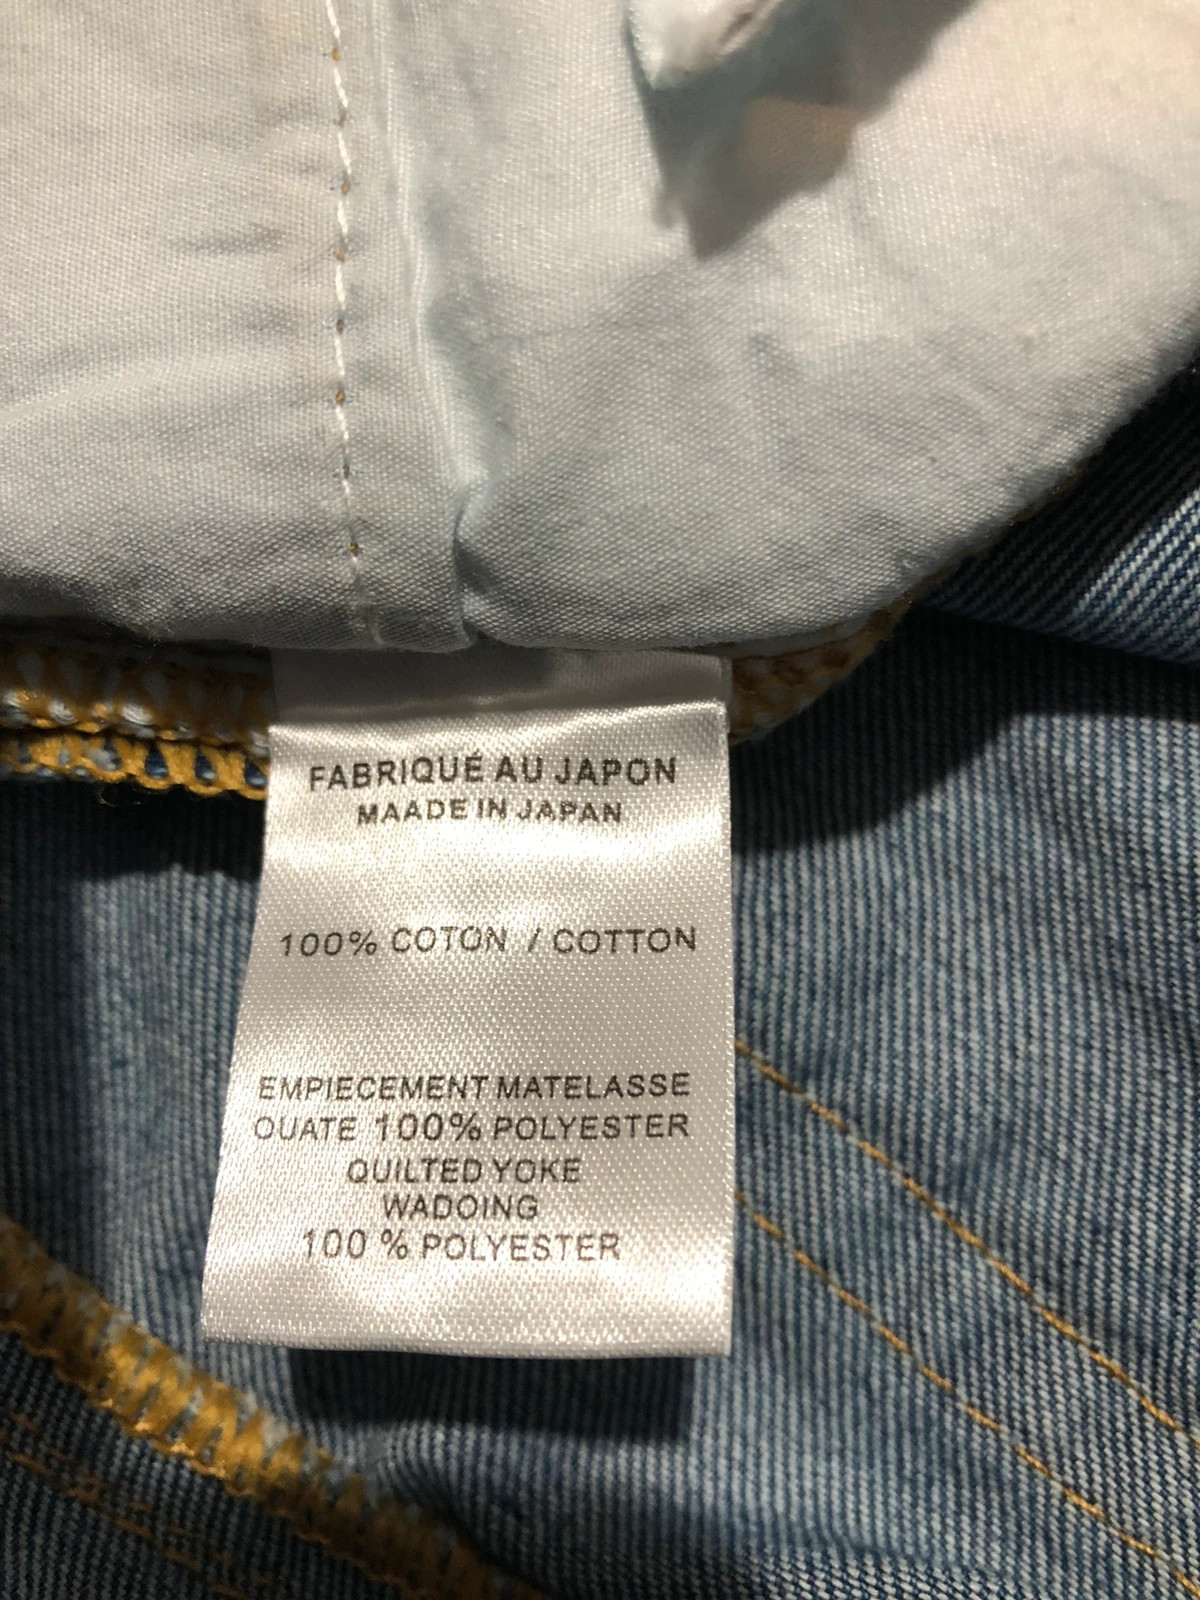 FABRIQUÉ AU JAPON
MAADE IN JAPAN
100% COTON / COTTON
EMPIECEMENT MATELASSE
OUATE 100% POLYESTER
QUILTED YOKE
WADOING
100 % POLYESTER